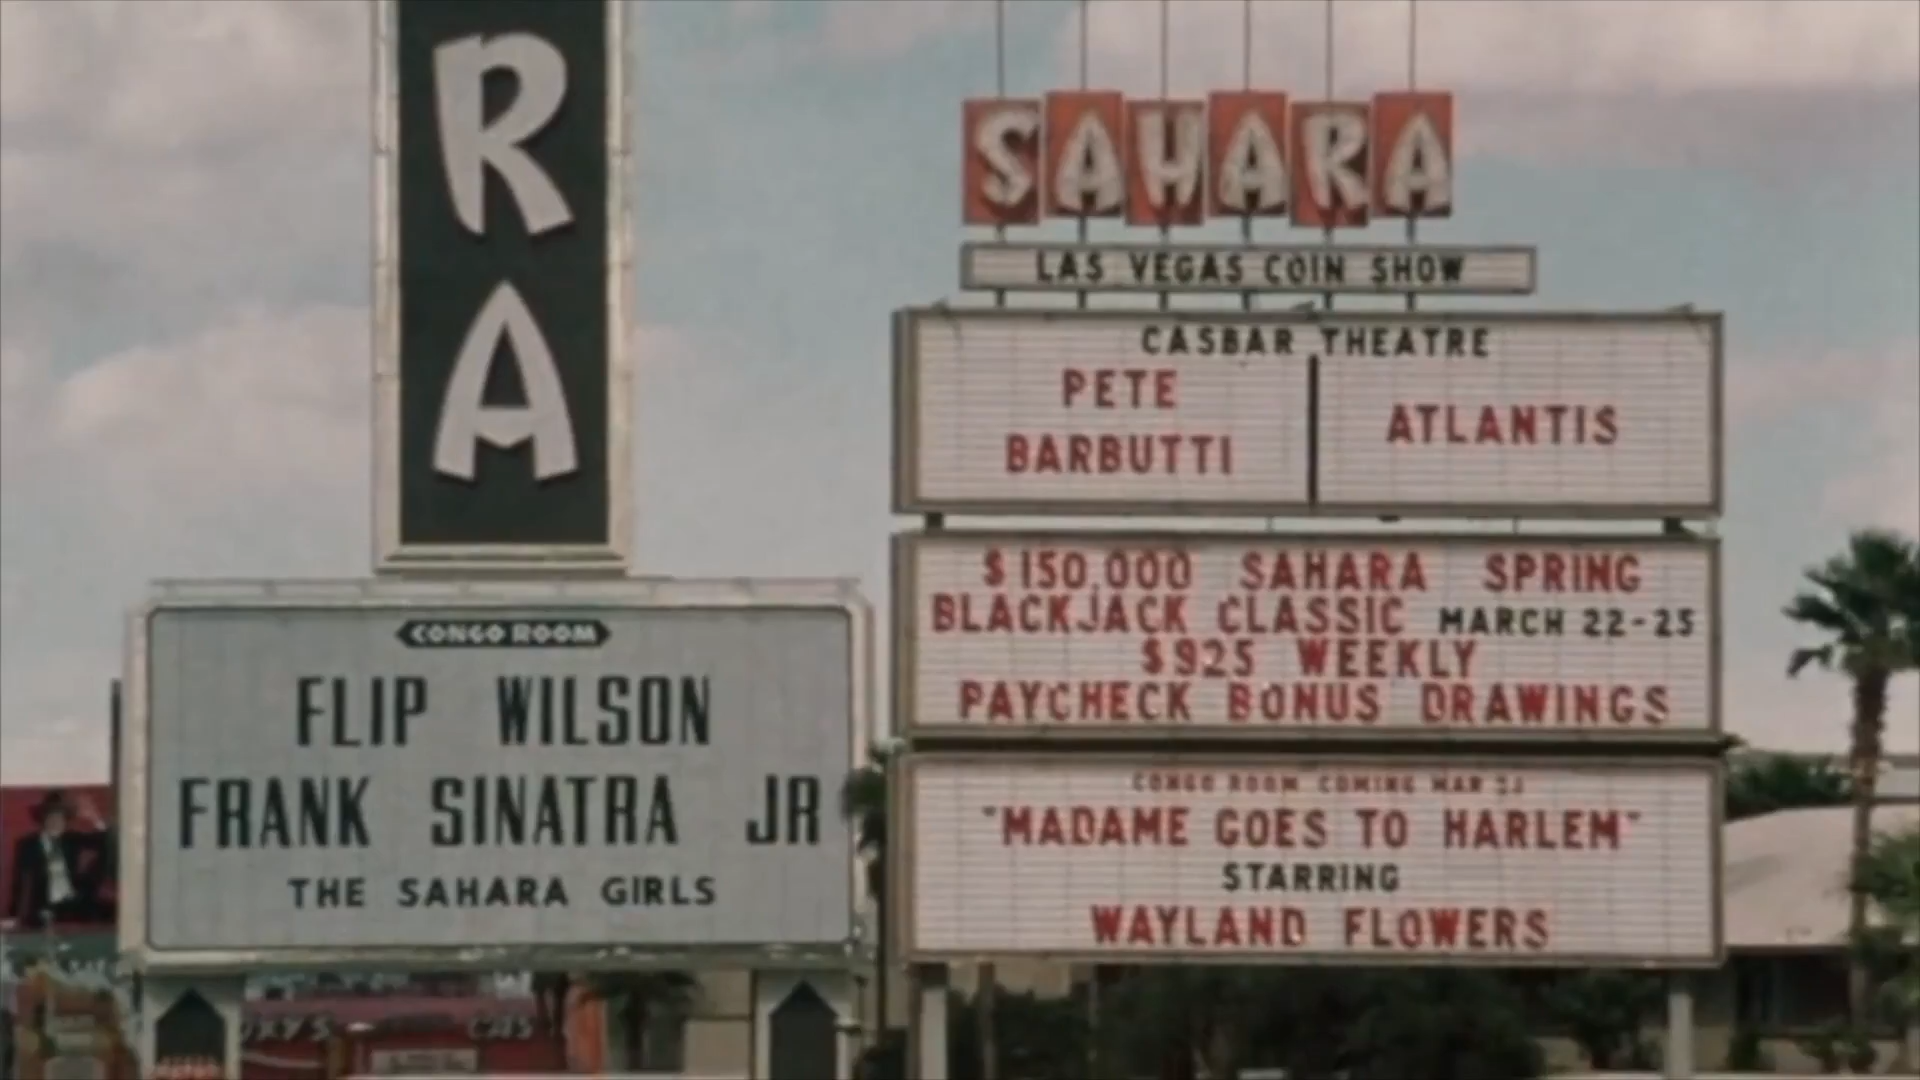 RA
CONGO ROOM
FLIP WILSON
FRANK SINATRA JR
THE SAHARA GIRLS
SAHARA
LAS VEGAS COIN SHOW
CASBAR THEATRE
PETE
BARBUTTI
ATLANTIS
$150,000 SAHARA SPRING
BLACKJACK CLASSIC MARCH 22-25
$925 WEEKLY
PAYCHECK BONUS DRAWINGS
CONGO ROOM COMING MAR
"MADAME GOES TO HARLEM"
STARRING
WAYLAND FLOWERS